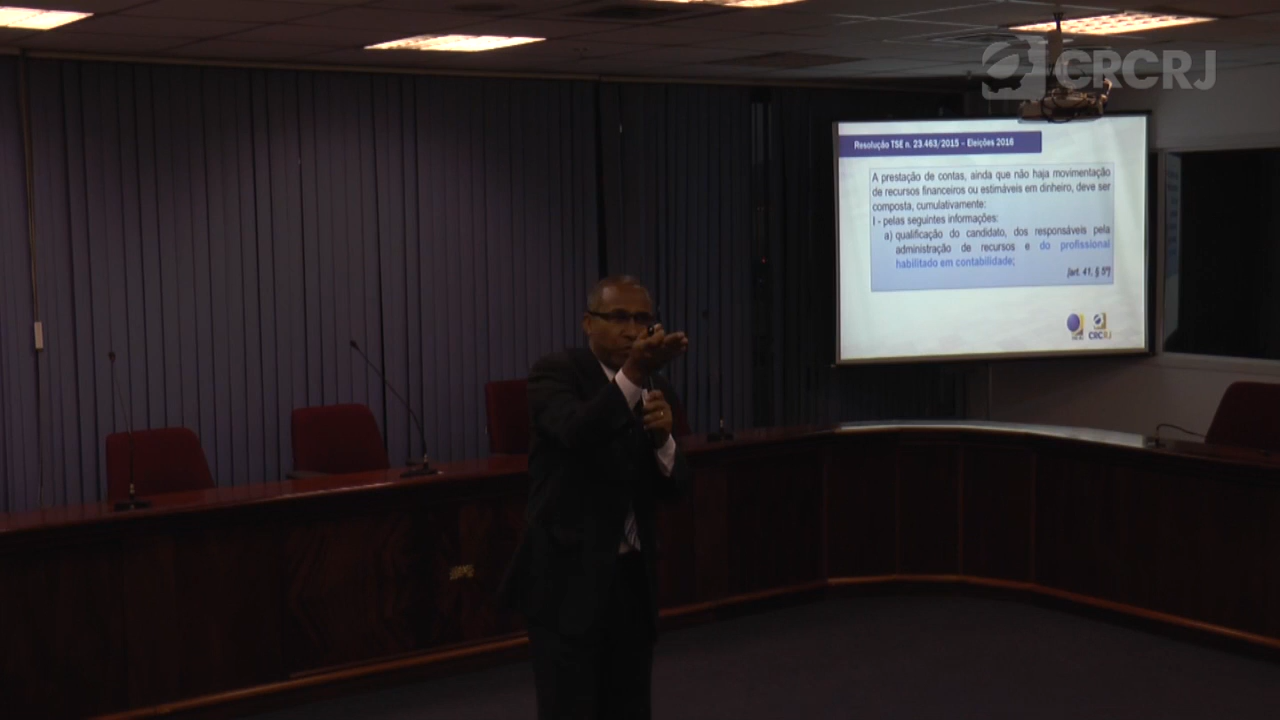 CRCRJ
Resolução TSE n. 23.463/2015 – Eleições 2016
A prestação de contas, ainda que não haja movimentação
de recursos financeiros ou estimáveis em dinheiro, deve ser
composta, cumulativamente:
I - pelas seguintes informações:
a) qualificação do candidato, dos responsáveis pela
administração de recursos e do profissional
habilitado em contabilidade;
(art. 41, § 5º)
CRCRJ